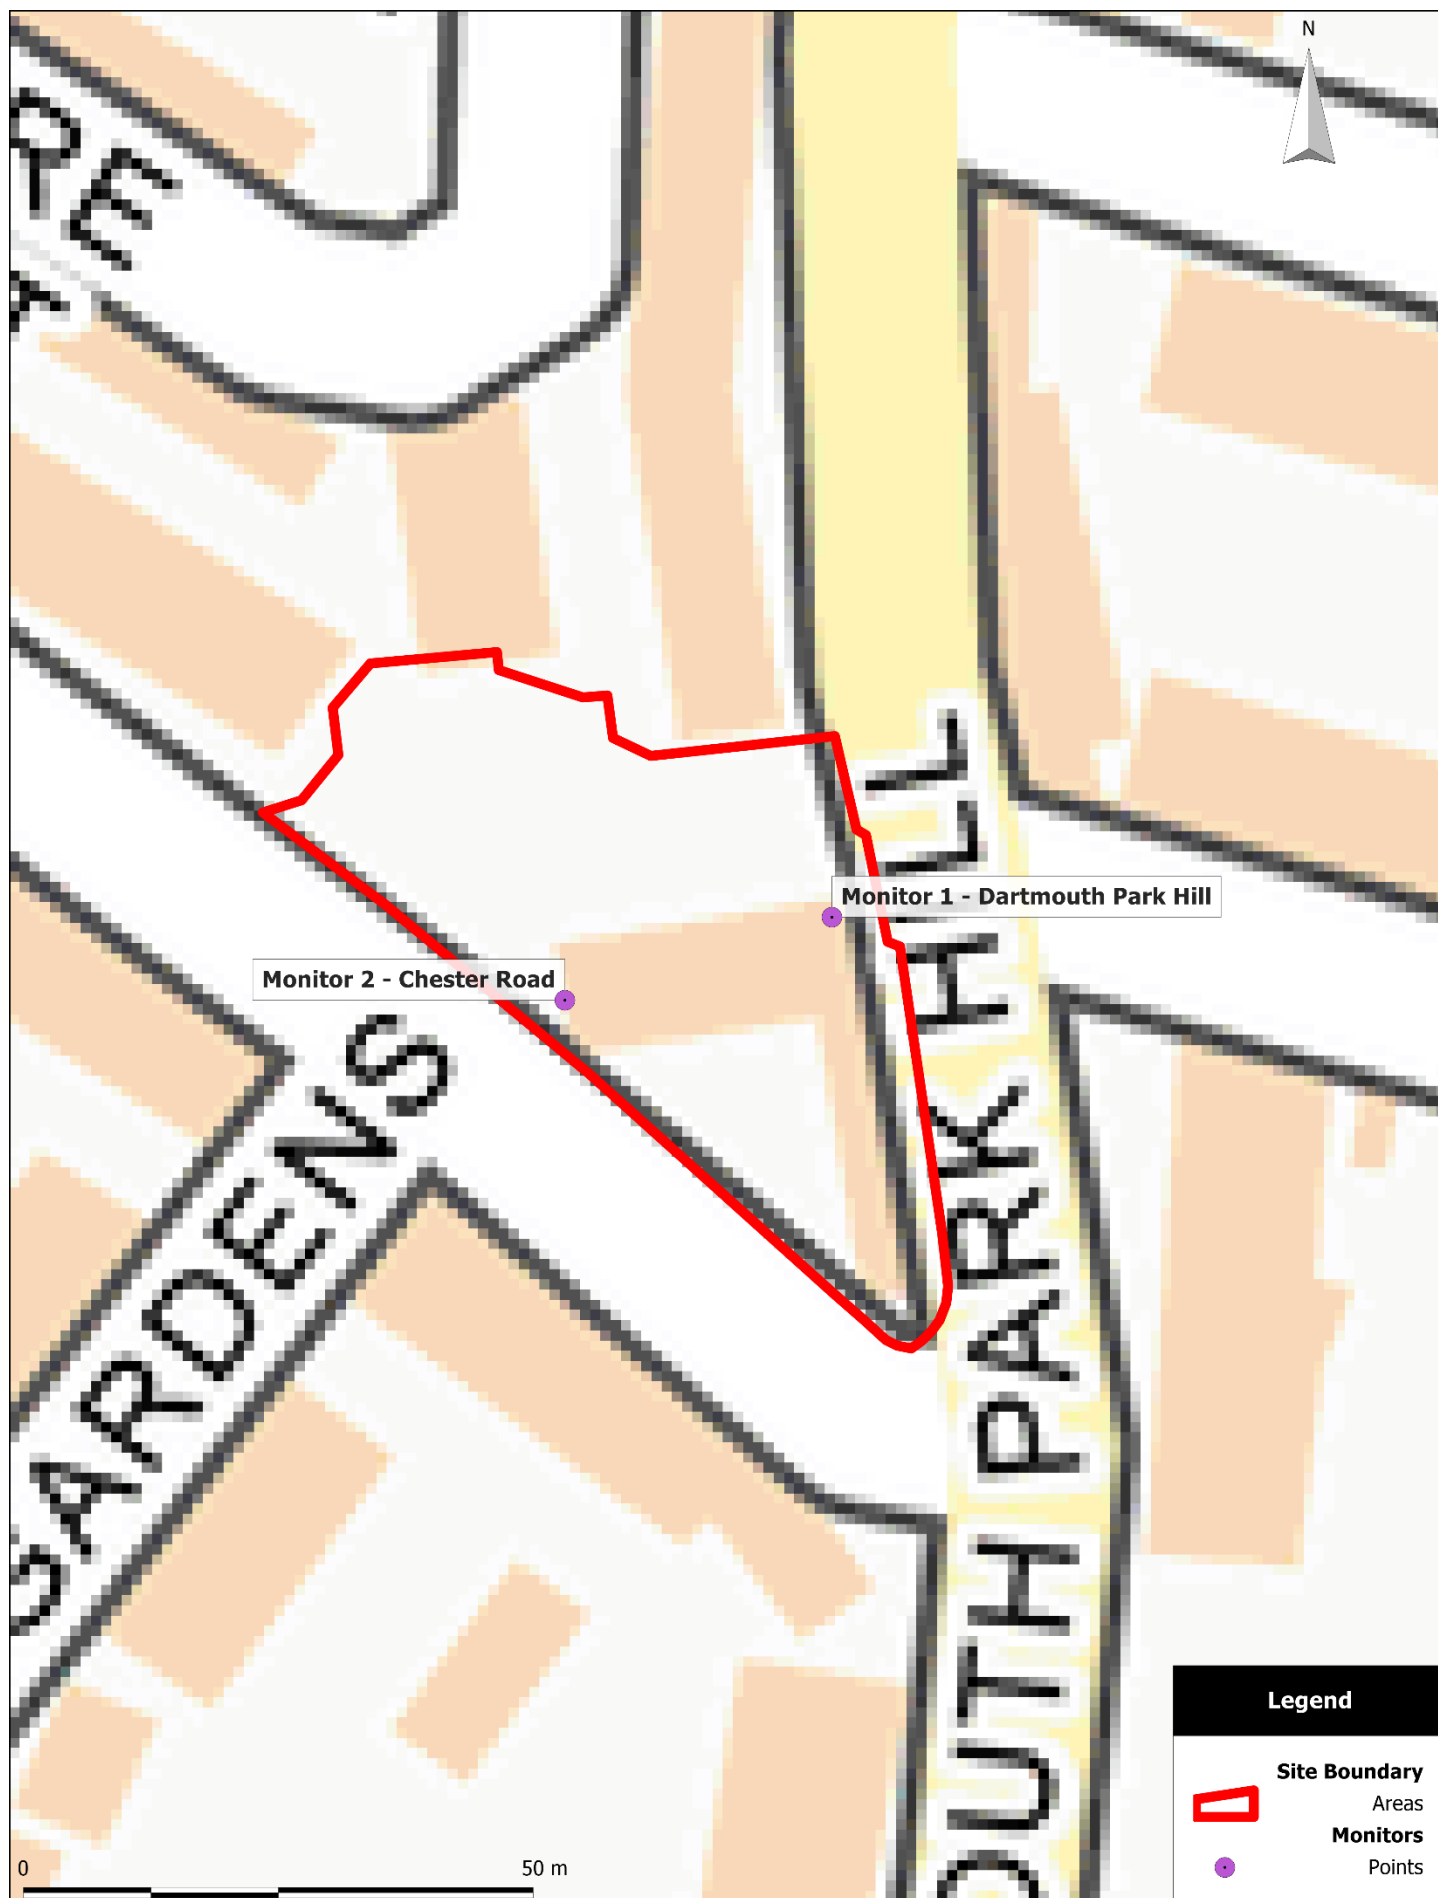 N
Monitor 1 - Dartmouth Park Hill
Monitor 2 - Chester Road
GARDENS
OUTH PARK HILL
Legend
Site Boundary
Areas
Monitors
Points
0 50 m